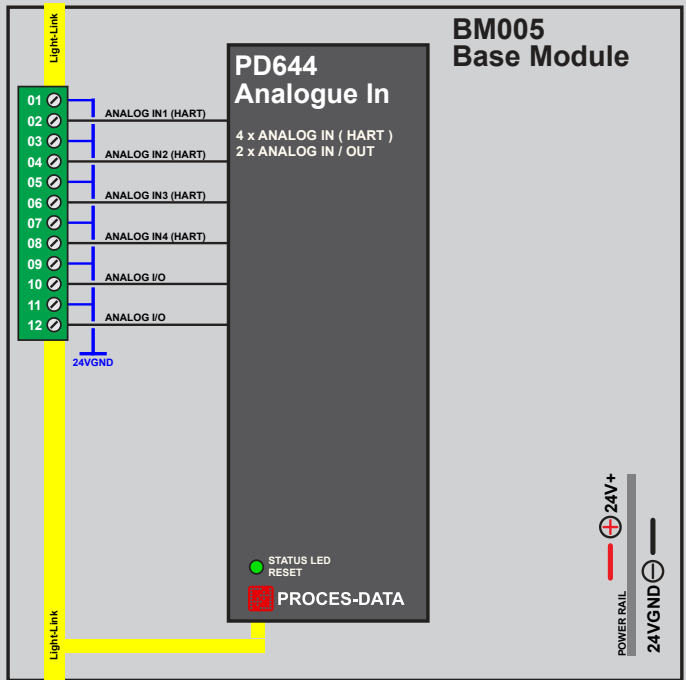 Light-Link
BM005
Base Module
PD644
Analogue In
4 x ANALOG IN ( HART )
2 x ANALOG IN / OUT
01
02
03
04
05
06
07
08
09
10
11
12
ANALOG IN1 (HART)
ANALOG IN2 (HART)
ANALOG IN3 (HART)
ANALOG IN4 (HART)
ANALOG I/O
ANALOG I/O
24VGND
STATUS LED
RESET
PROCES-DATA
Light-Link
24V+
POWER RAIL
24VGND